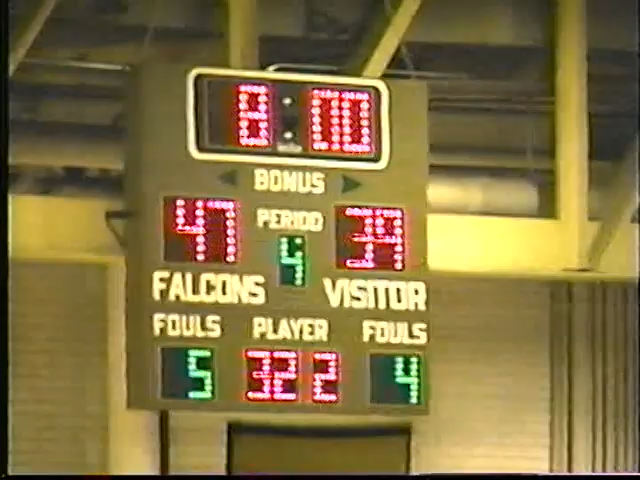 8:00
BONUS
47 PERIOD 39
4
FALCONS VISITOR
FOULS PLAYER FOULS
5 32 2 4